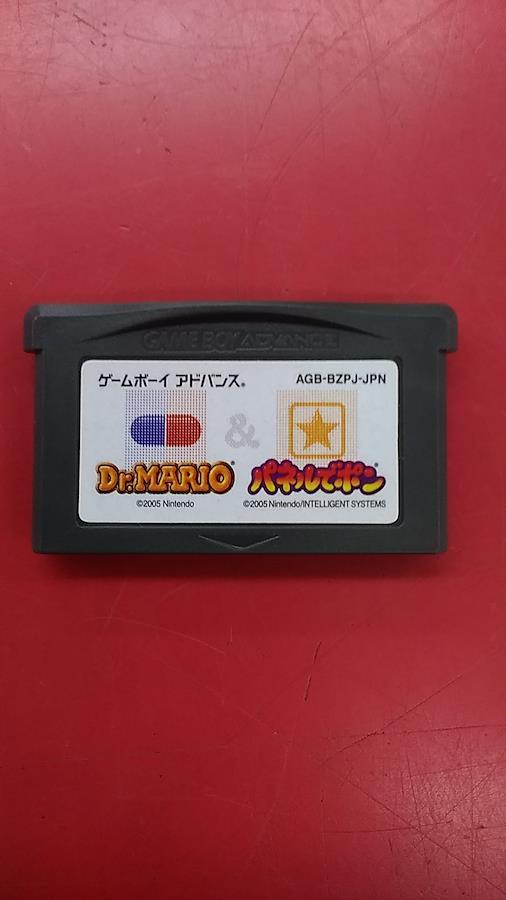 GAME BOY ADVANCE
ゲームボーイ アドバンス® AGB-BZPJ-JPN
&
Dr.MARIO® パネルでポン®
©2005 Nintendo ©2005 Nintendo/INTELLIGENT SYSTEMS